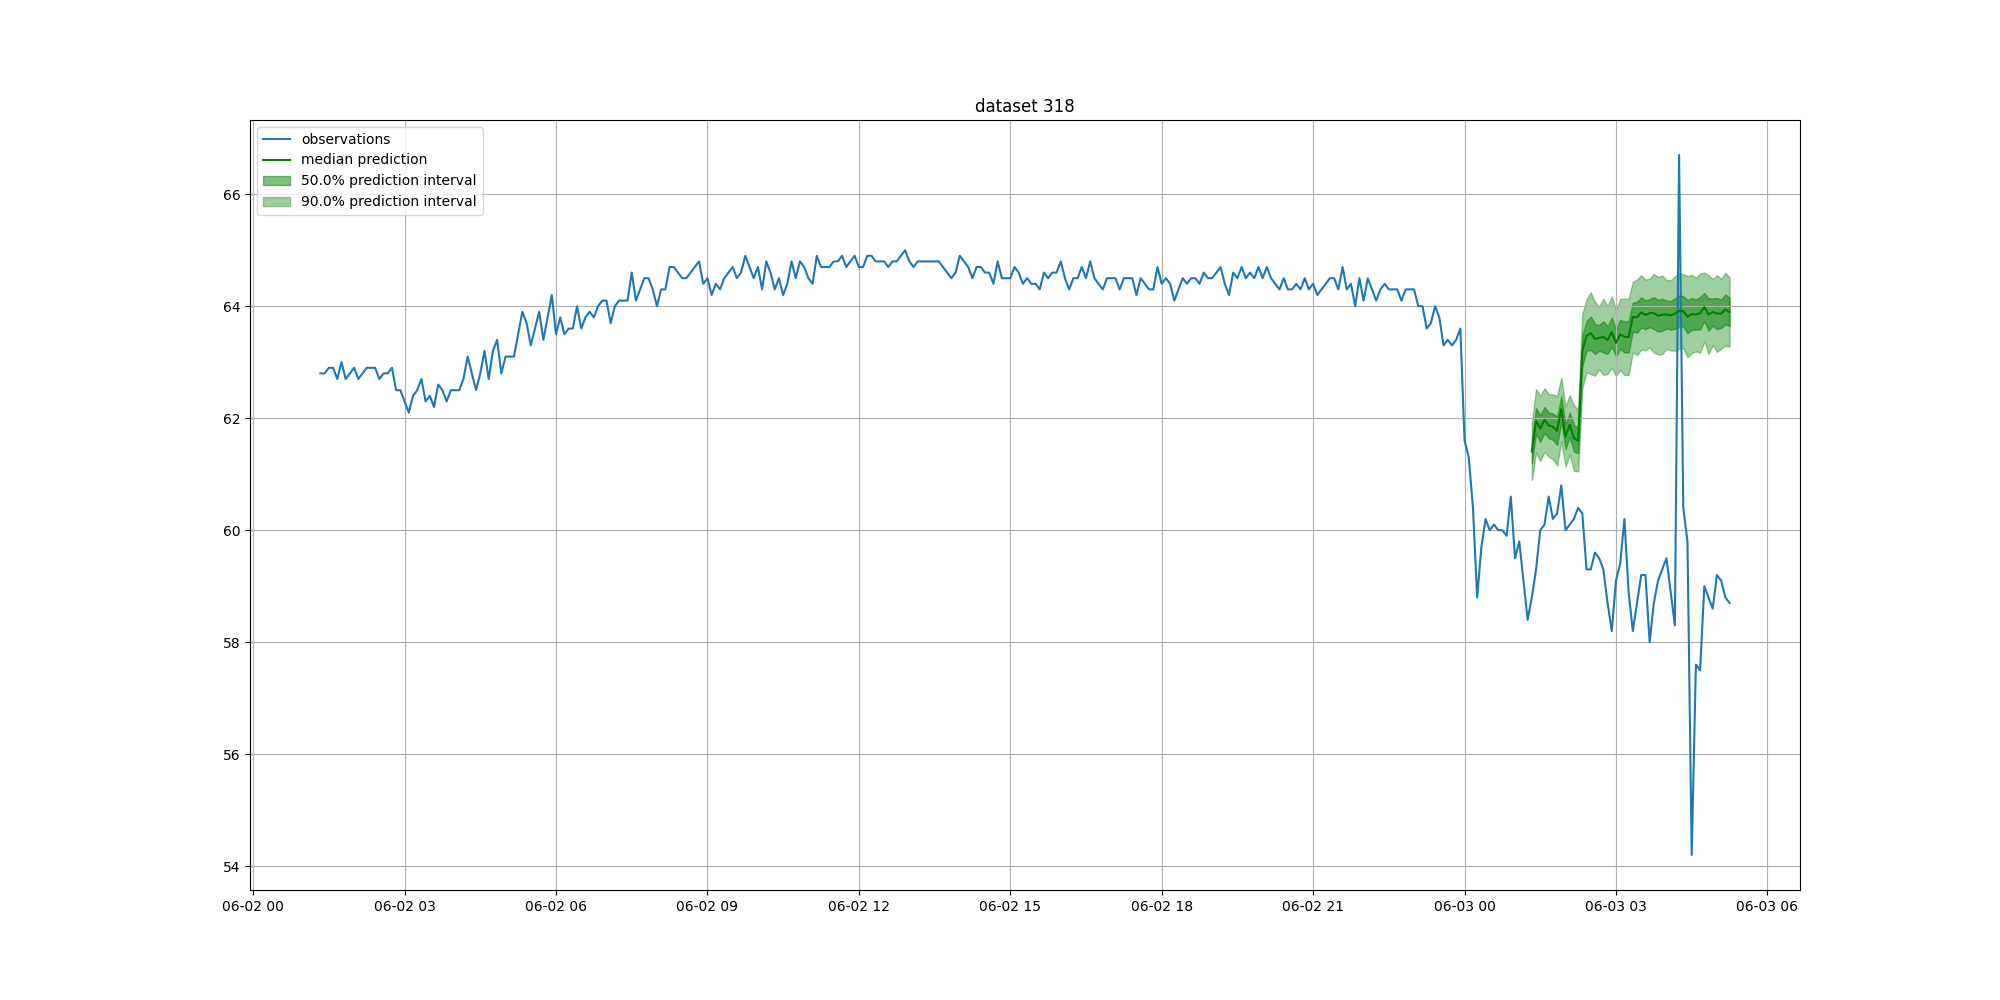 dataset 318
observations
median prediction
50.0% prediction interval
90.0% prediction interval
66
64
62
60
58
56
54
06-02 00 06-02 03 06-02 06 06-02 09 06-02 12 06-02 15 06-02 18 06-02 21 06-03 00 06-03 03 06-03 06